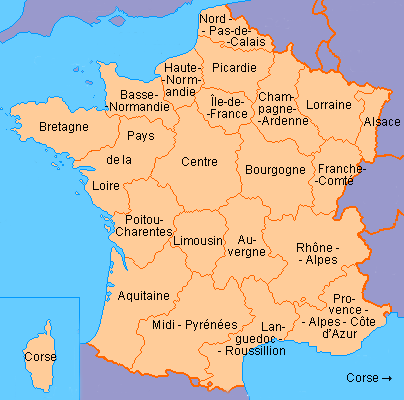 Nord -
- Pas-de-
-Calais
Haute-
-Norm-
andie
Picardie
Basse-
-Normandie
Île-de-
-France
Cham-
pagne-
-Ardenne
Lorraine
Alsace
Bretagne
Pays
de la
Loire
Centre
Bourgogne
Franche-
-Comté
Poitou-
Charentes
Limousin
Au-
vergne
Rhône -
- Alpes
Aquitaine
Midi - Pyrénées
Lan-
guedoc-
- Roussillion
Pro-
vence -
- Alpes - Côte
d'Azur
Corse
Corse →